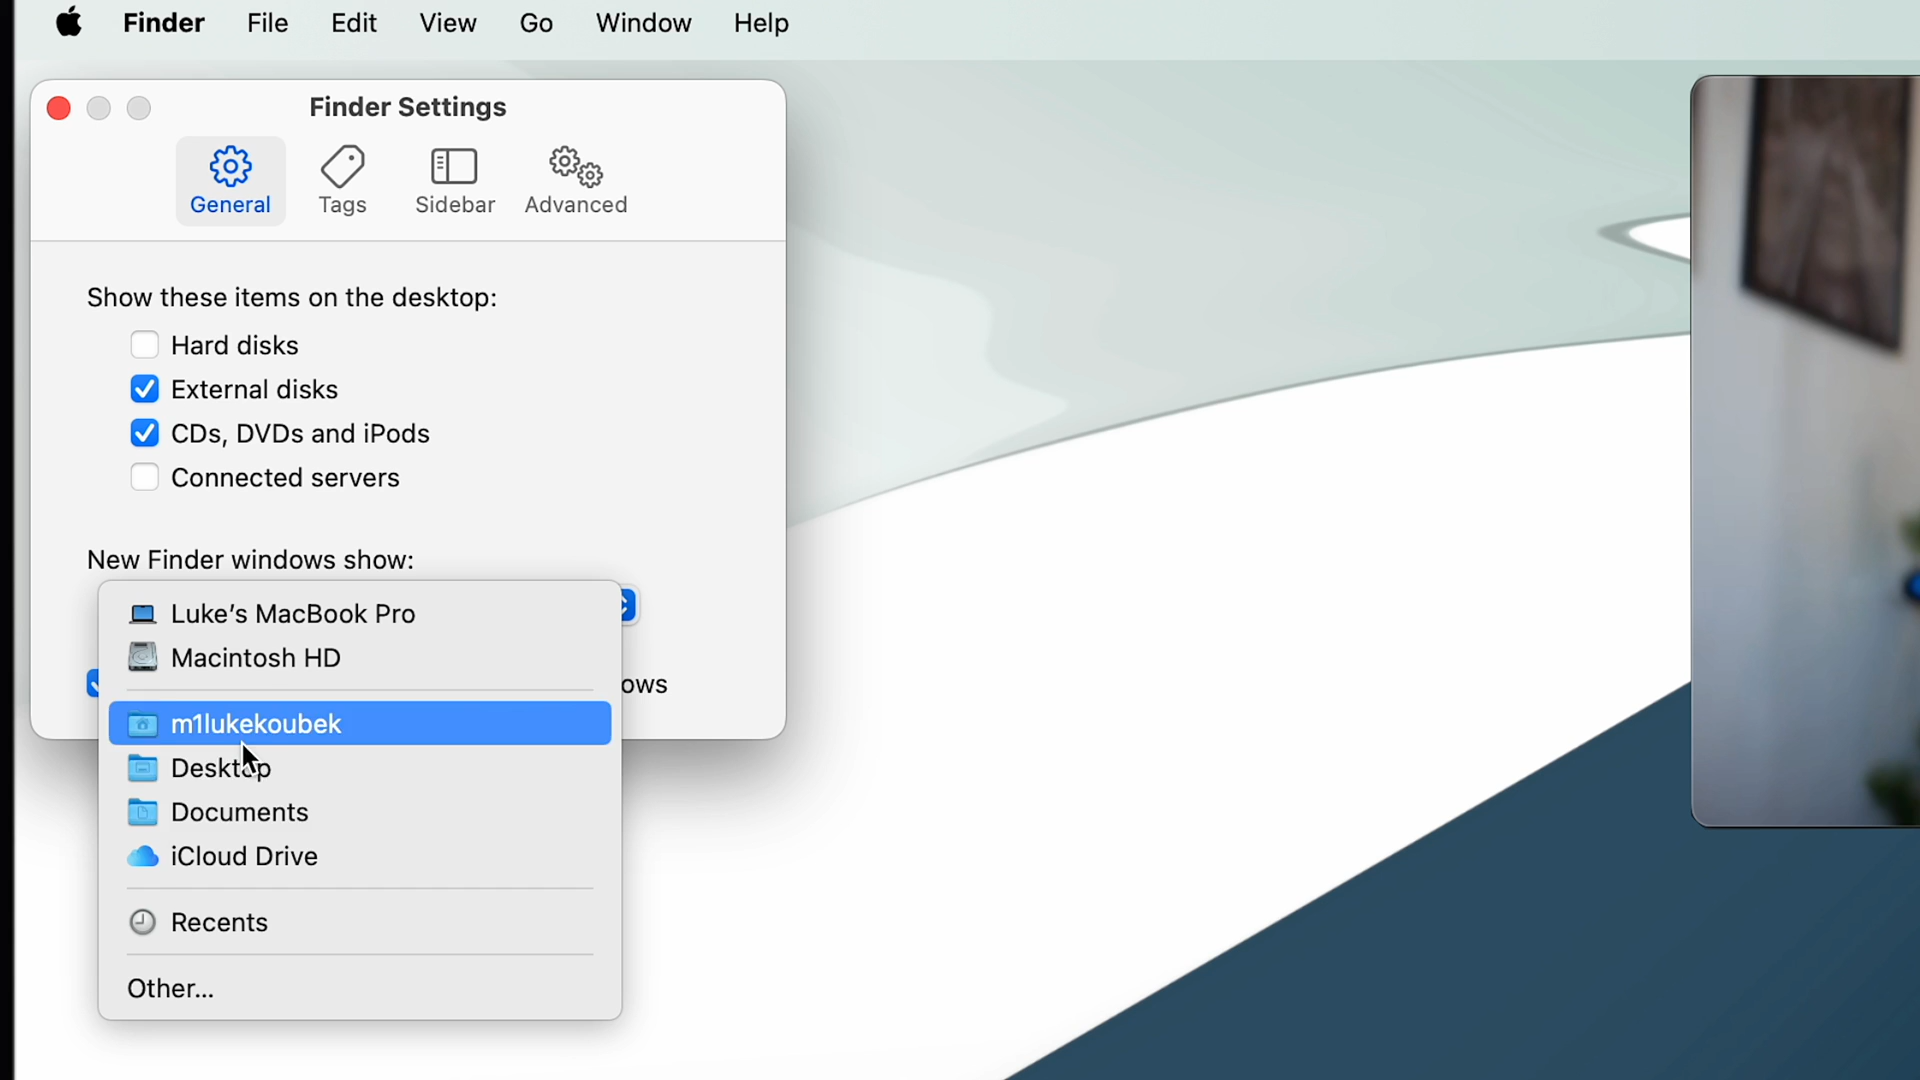 Finder File Edit View Go Window Help
Finder Settings
General Tags Sidebar Advanced
Show these items on the desktop:
Hard disks
External disks
CDs, DVDs and iPods
Connected servers
New Finder windows show:
Luke’s MacBook Pro
Macintosh HD
ows
m1lukekoubek
Desktop
Documents
iCloud Drive
Recents
Other...